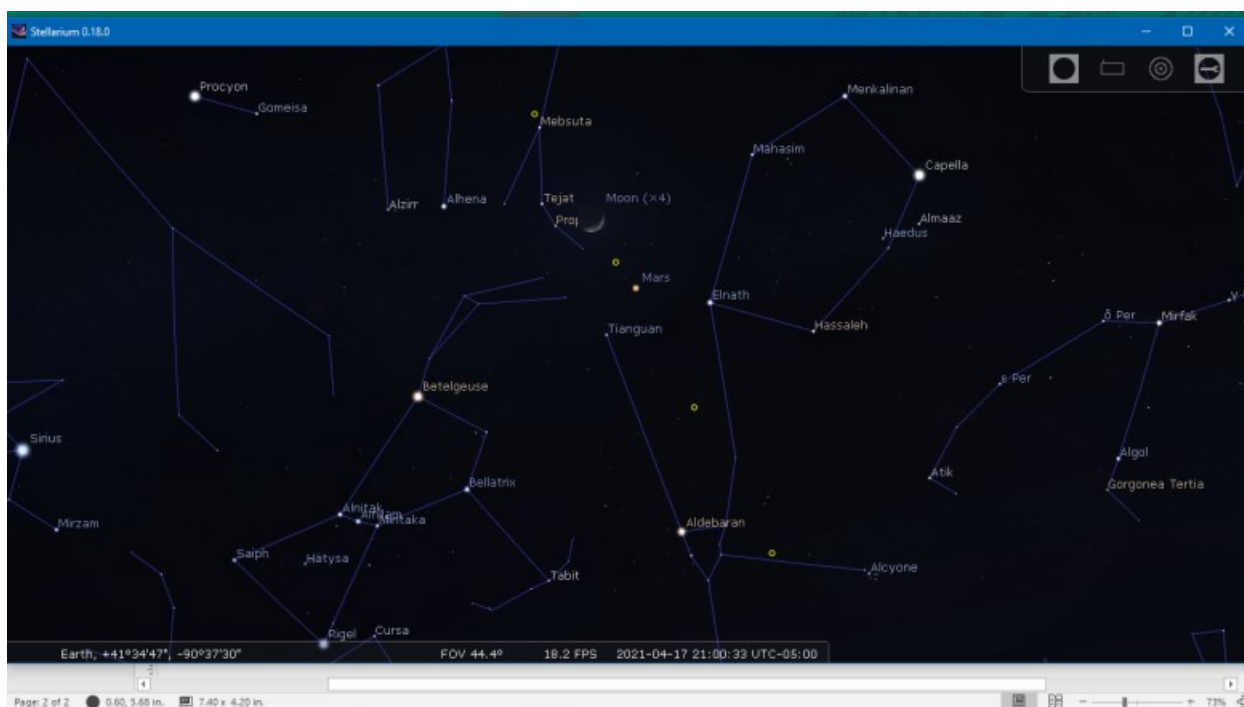 Stellarium 0.18.0
Procyon
Gomeisa
Mebsuta
Menkalinan
Mahasim
Capella
Alzirr
Alhena
Tejat
Moon (×4)
Prop
Almaaz
Haedus
Mars
Elnath
Hassaleh
Tianguan
δ Per
Mirfak
γ
Betelgeuse
ε Per
Sirius
Algol
Atik
Gorgonea Tertia
Bellatrix
Alnitak
Alnilam
Mintaka
Mirzam
Aldebaran
Saiph
Hatysa
Tabit
Alcyone
Rigel
Cursa
Earth, +41°34'47", -90°37'30" FOV 44.4° 18.2 FPS 2021-04-17 21:00:33 UTC-05:00
Page: 2 of 2 0.60, 5.68 in. 7.40 x 4.20 in. 73%